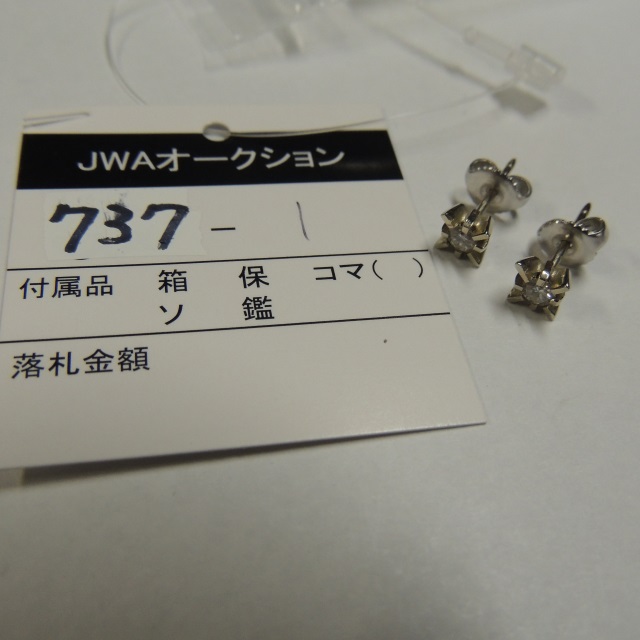 JWAオークション
737-1
付属品 箱 保 コマ( )
ソ 鑑
落札金額